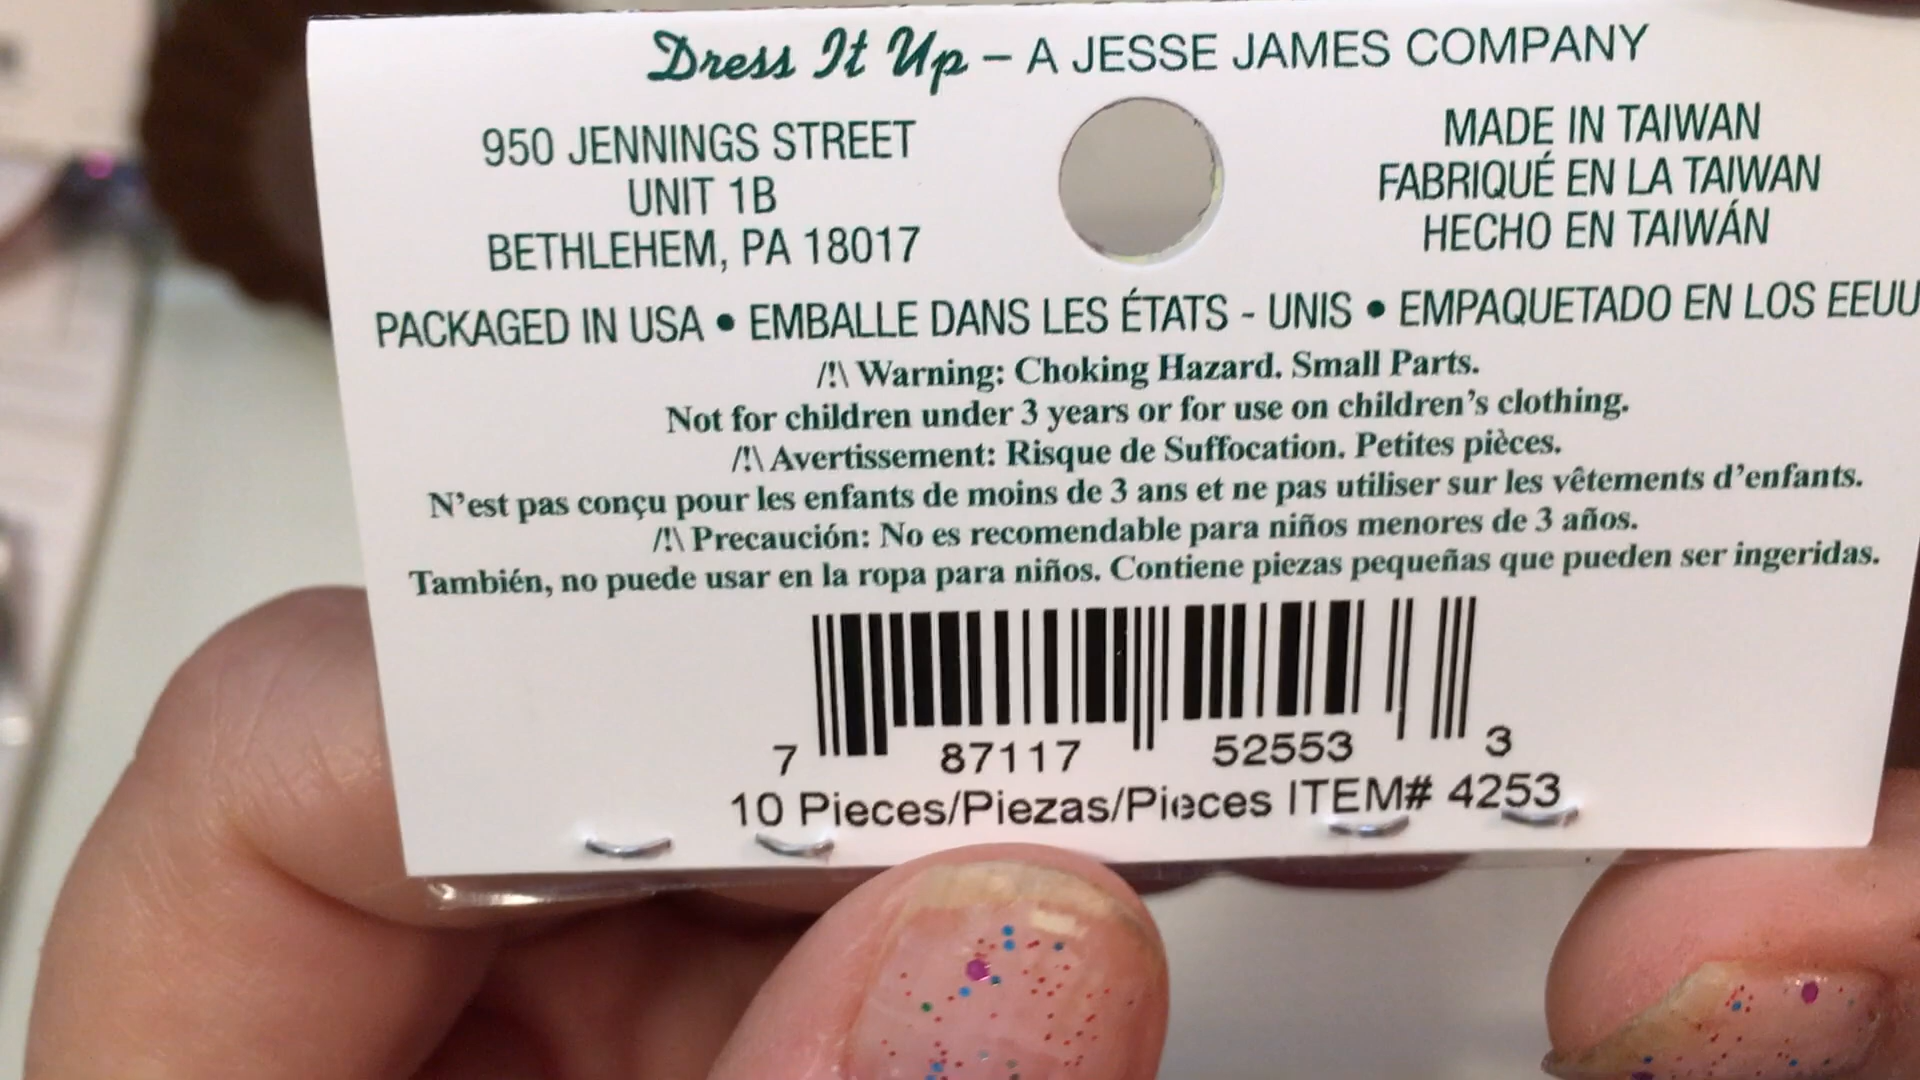 Dress It Up – A JESSE JAMES COMPANY
950 JENNINGS STREET
UNIT 1B
BETHLEHEM, PA 18017
MADE IN TAIWAN
FABRIQUÉ EN LA TAIWAN
HECHO EN TAIWÁN
PACKAGED IN USA • EMBALLE DANS LES ÉTATS - UNIS • EMPAQUETADO EN LOS EEUU
/!\ Warning: Choking Hazard. Small Parts.
Not for children under 3 years or for use on children's clothing.
/!\ Avertissement: Risque de Suffocation. Petites pièces.
N'est pas conçu pour les enfants de moins de 3 ans et ne pas utiliser sur les vêtements d'enfants.
/!\ Precaución: No es recomendable para niños menores de 3 años.
También, no puede usar en la ropa para niños. Contiene piezas pequeñas que pueden ser ingeridas.
7 87117 52553 3
10 Pieces/Piezas/Pieces ITEM# 4253